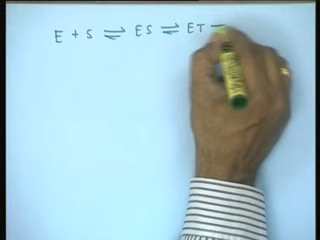 E + S ⇌ ES ⇌ ET